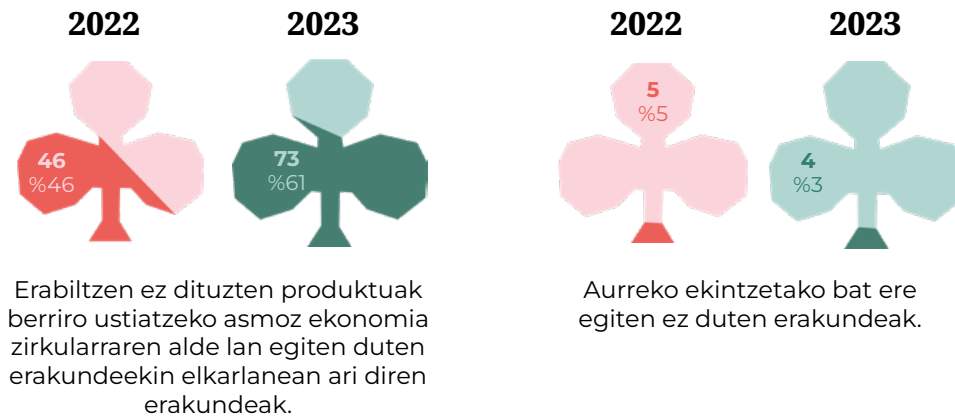 2022
2023
46
%46
73
%61
Erabiltzen ez dituzten produktuak
berriro ustiatzeko asmoz ekonomia
zirkularraren alde lan egiten duten
erakundeekin elkarlanean ari diren
erakundeak.
2022
2023
5
%5
4
%3
Aurreko ekintzetako bat ere
egiten ez duten erakundeak.